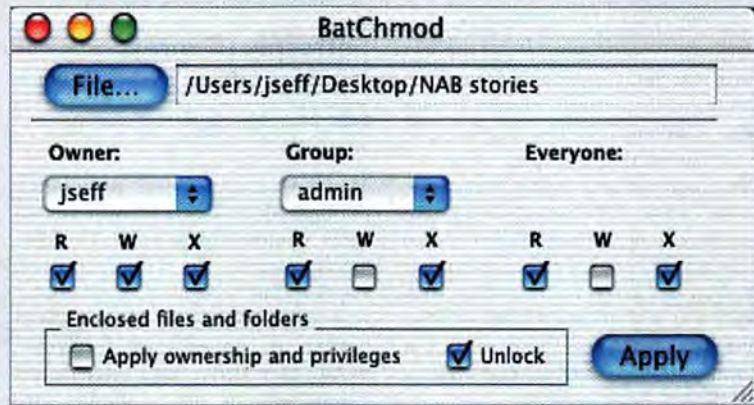 BatChmod
File... /Users/jseff/Desktop/NAB stories
Owner: Group: Everyone:
jseff admin
R W X R W X R W X
Enclosed files and folders
Apply ownership and privileges Unlock Apply